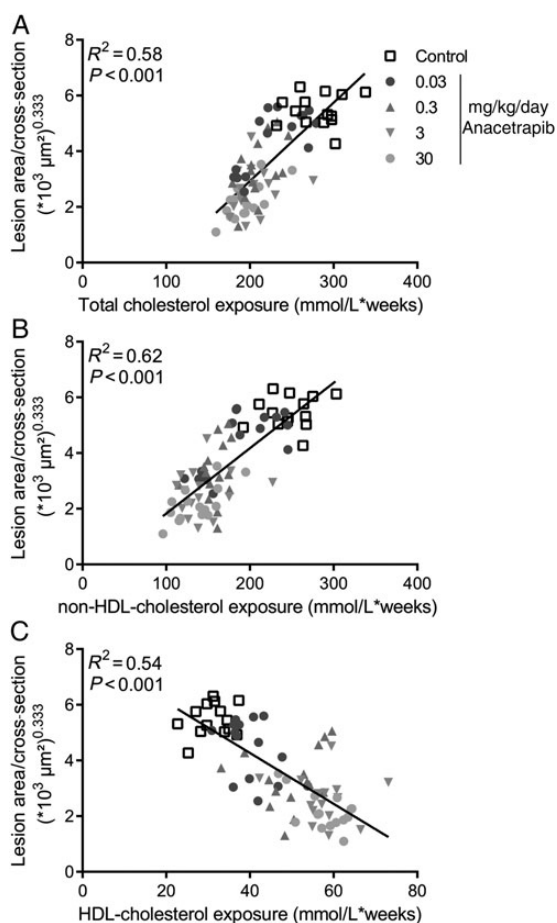 A
R² = 0.58
P < 0.001
Control
0.03
0.3
3
30
mg/kg/day
Anacetrapib
Lesion area/cross-section
(*10³ µm²)^0.333
8
6
4
2
0
0 100 200 300 400
Total cholesterol exposure (mmol/L*weeks)
B
R² = 0.62
P < 0.001
Lesion area/cross-section
(*10³ µm²)^0.333
8
6
4
2
0
0 100 200 300 400
non-HDL-cholesterol exposure (mmol/L*weeks)
C
R² = 0.54
P < 0.001
Lesion area/cross-section
(*10³ µm²)^0.333
8
6
4
2
0
0 20 40 60 80
HDL-cholesterol exposure (mmol/L*weeks)